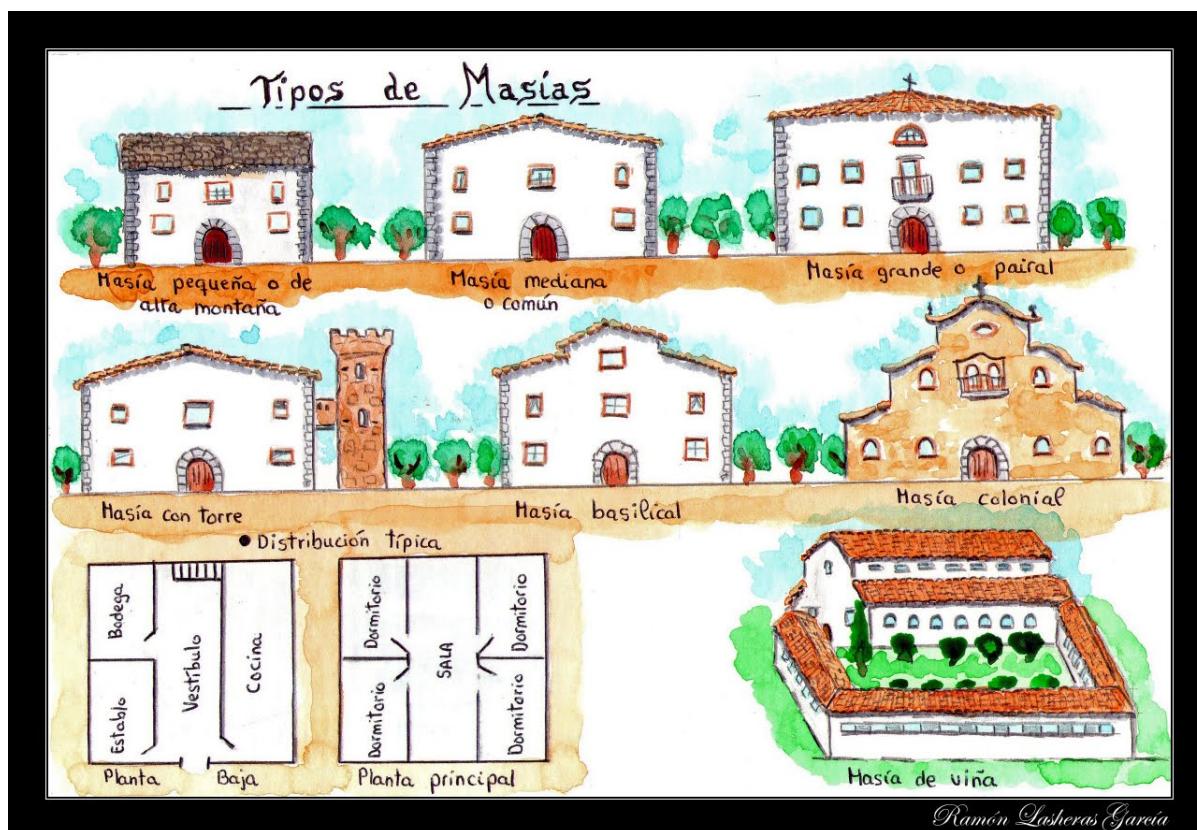 Tipos de Masías
Masía pequeña o de
alta montaña
Masía mediana
o común
Masía grande o pairal
Masía con torre
Masía basilical
Masía colonial
• Distribución típica
Bodega
Establo
Vestíbulo
Cocina
Planta Baja
Dormitorio
Dormitorio
SALA
Dormitorio
Dormitorio
Planta principal
Masía de viña
Ramón Lasheras García